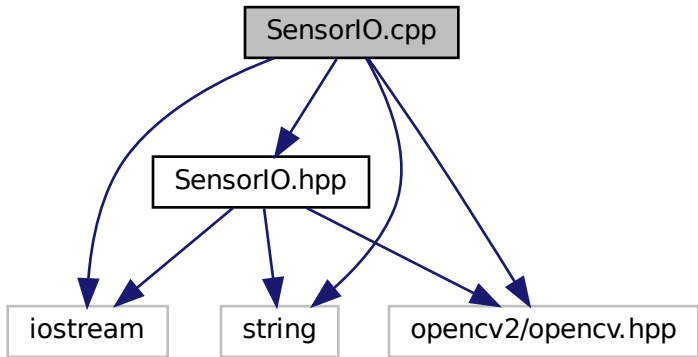 SensorIO.cpp
SensorIO.hpp
iostream
string
opencv2/opencv.hpp